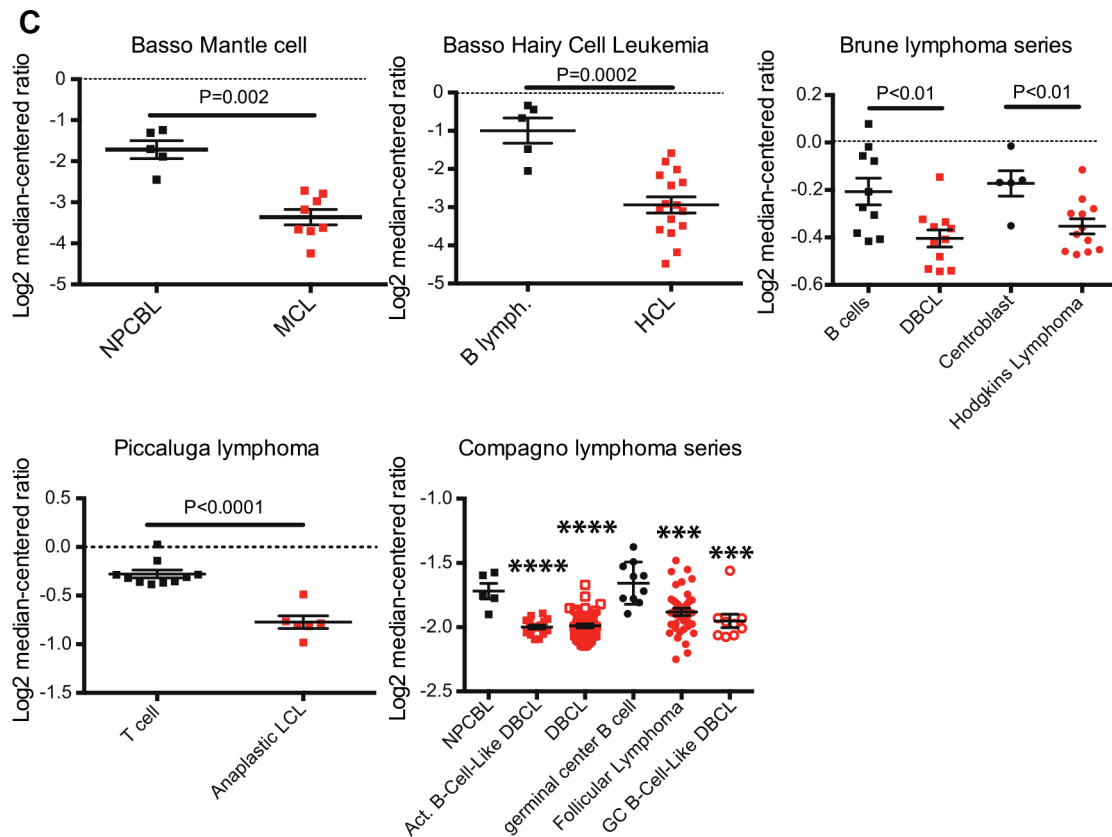 C
Basso Mantle cell
Log2 median-centered ratio
0
-1
-2
-3
-4
-5
P=0.002
NPCBL
MCL
Basso Hairy Cell Leukemia
Log2 median-centered ratio
0
-1
-2
-3
-4
-5
P=0.0002
B lymph.
HCL
Brune lymphoma series
Log2 median-centered ratio
0.2
0.0
-0.2
-0.4
-0.6
P<0.01
P<0.01
B cells
DBCL
Centroblast
Hodgkins Lymphoma
Piccaluga lymphoma
Log2 median-centered ratio
0.5
0.0
-0.5
-1.0
-1.5
P<0.0001
T cell
Anaplastic LCL
Compagno lymphoma series
Log2 median-centered ratio
-1.0
-1.5
-2.0
-2.5
****
****
***
***
NPCBL
Act. B-Cell-Like DBCL
DBCL
germinal center B cell
Follicular Lymphoma
GC B-Cell-Like DBCL